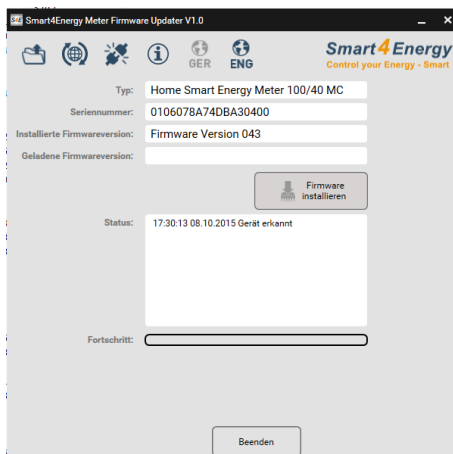 S4E Smart4Energy Meter Firmware Updater V1.0
GER
ENG
Smart4Energy
Control your Energy - Smart
Typ: Home Smart Energy Meter 100/40 MC
Seriennummer: 0106078A74DBA30400
Installierte Firmwareversion: Firmware Version 043
Geladene Firmwareversion:
Firmware
installieren
Status: 17:30:13 08.10.2015 Gerät erkannt
Fortschritt:
Beenden